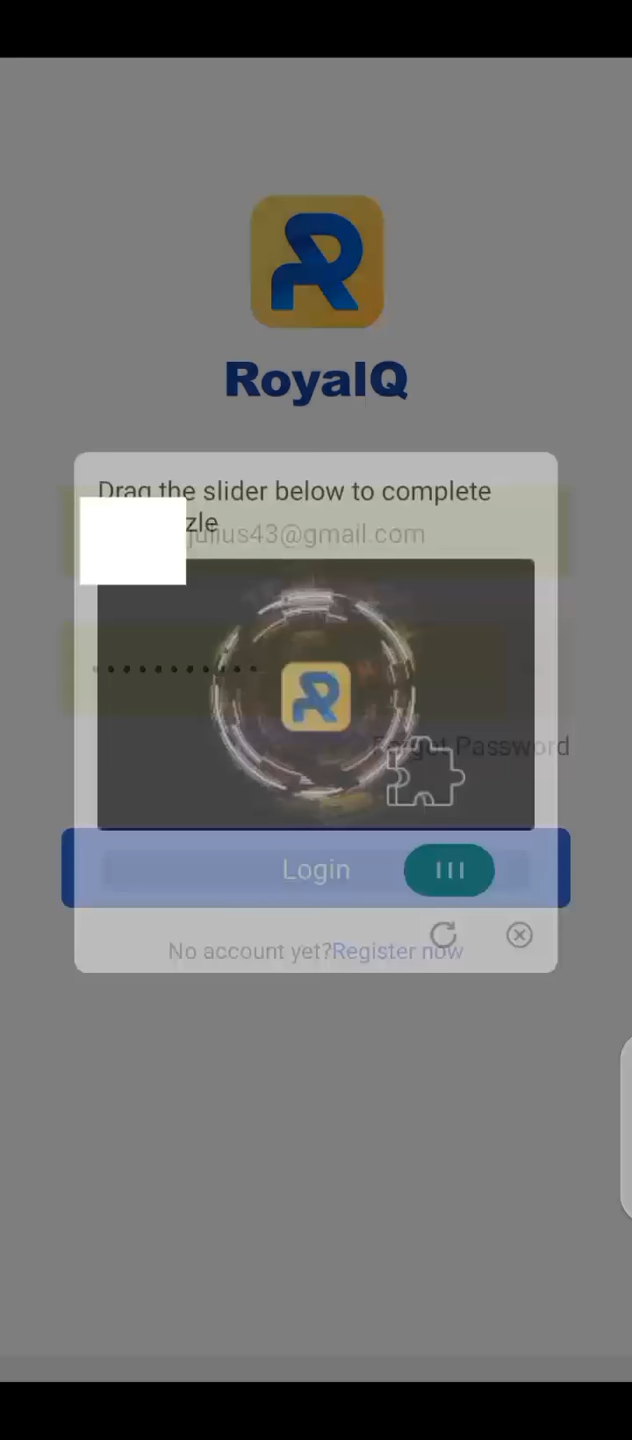 RoyalQ
Drag the slider below to complete
zle
julius43@gmail.com
Forgot Password
Login
No account yet?Register now